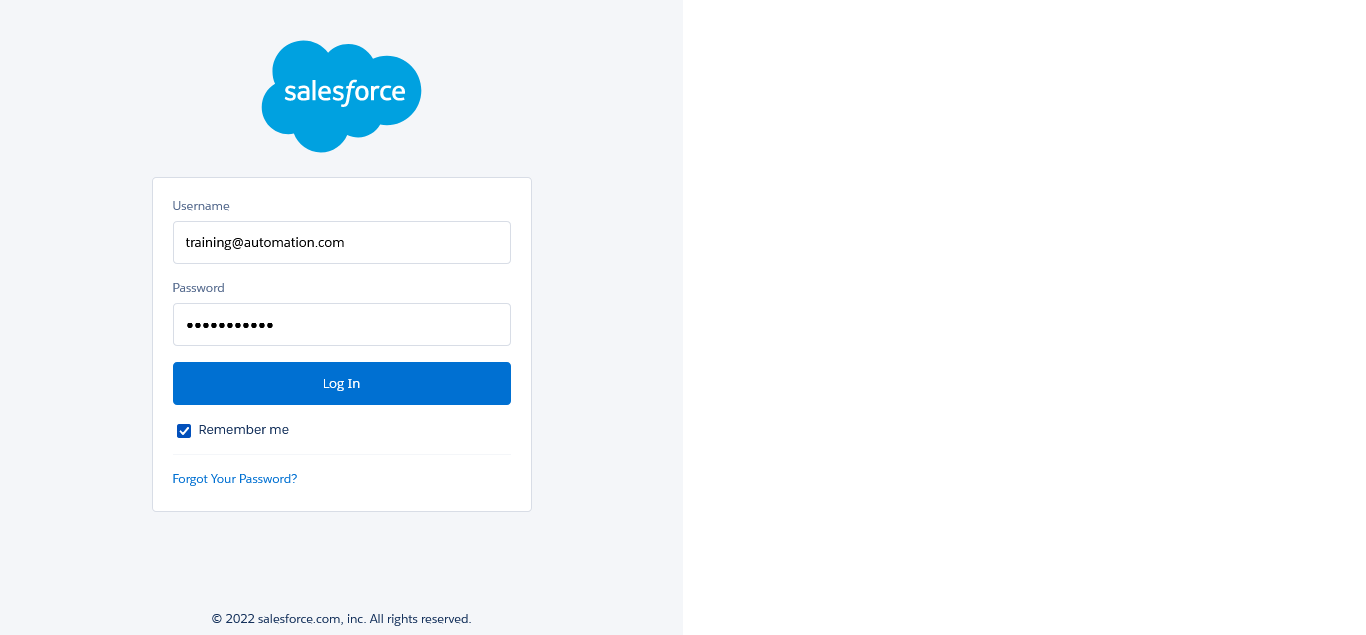 salesforce
Username
training@automation.com
Password
•••••••••••
Log In
Remember me
Forgot Your Password?
© 2022 salesforce.com, inc. All rights reserved.